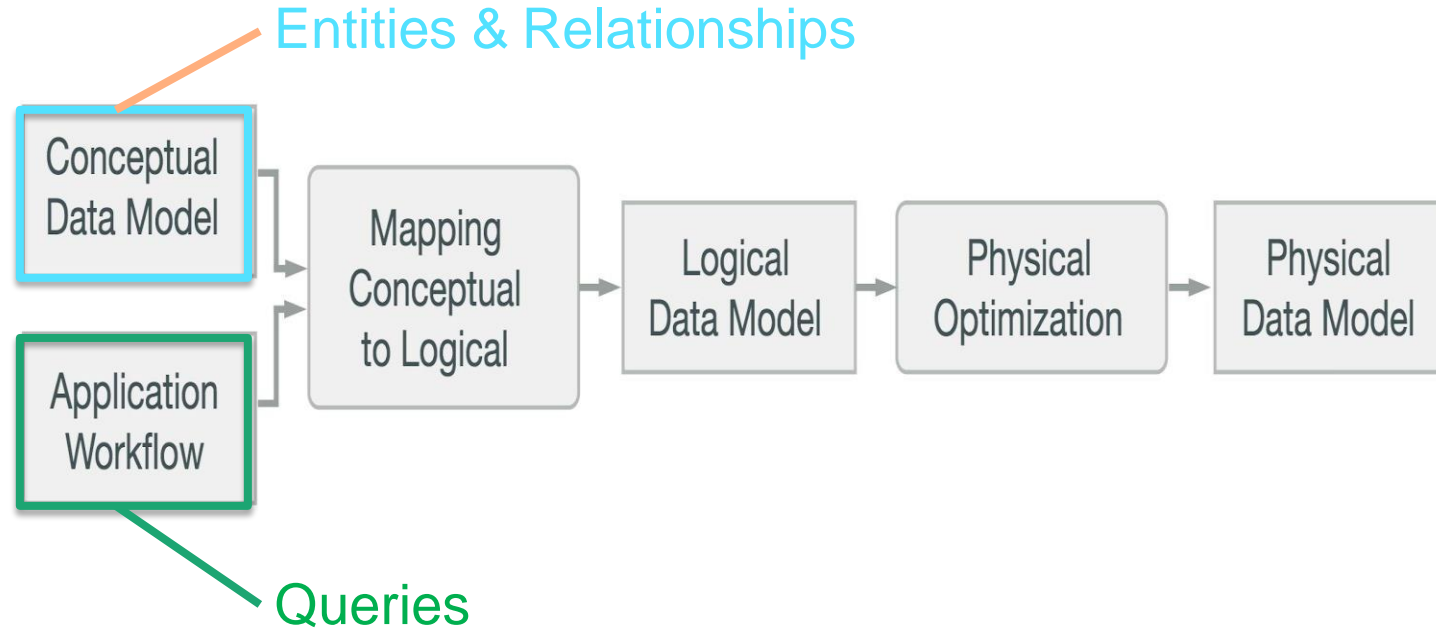 Entities & Relationships
Conceptual
Data Model
Mapping
Conceptual
to Logical
Logical
Data Model
Physical
Optimization
Physical
Data Model
Application
Workflow
Queries